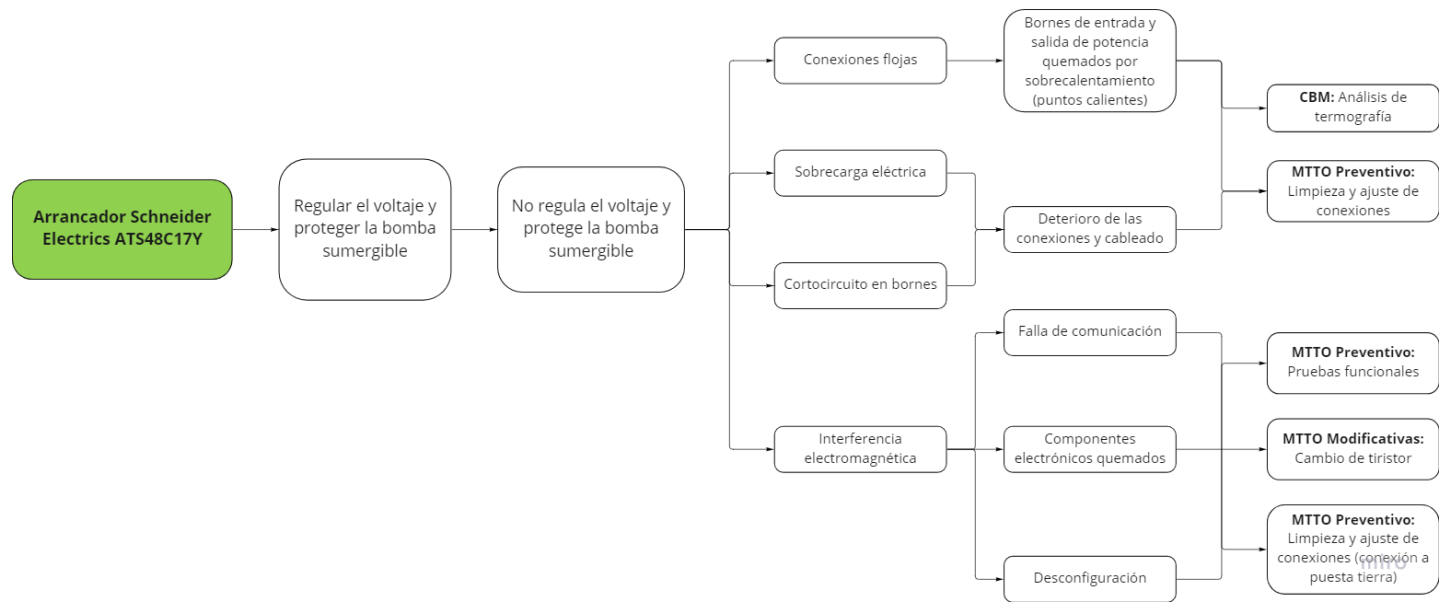 Arrancador Schneider
Electrics ATS48C17Y
Regular el voltaje y
proteger la bomba
sumergible
No regula el voltaje y
protege la bomba
sumergible
Conexiones flojas
Sobrecarga eléctrica
Cortocircuito en bornes
Interferencia
electromagnética
Bornes de entrada y
salida de potencia
quemados por
sobrecalentamiento
(puntos calientes)
Deterioro de las
conexiones y cableado
Falla de comunicación
Componentes
electrónicos quemados
Desconfiguración
CBM: Análisis de
termografía
MTTO Preventivo:
Limpieza y ajuste de
conexiones
MTTO Preventivo:
Pruebas funcionales
MTTO Modificativas:
Cambio de tiristor
MTTO Preventivo:
Limpieza y ajuste de
conexiones (conexión a
puesta tierra)
miro